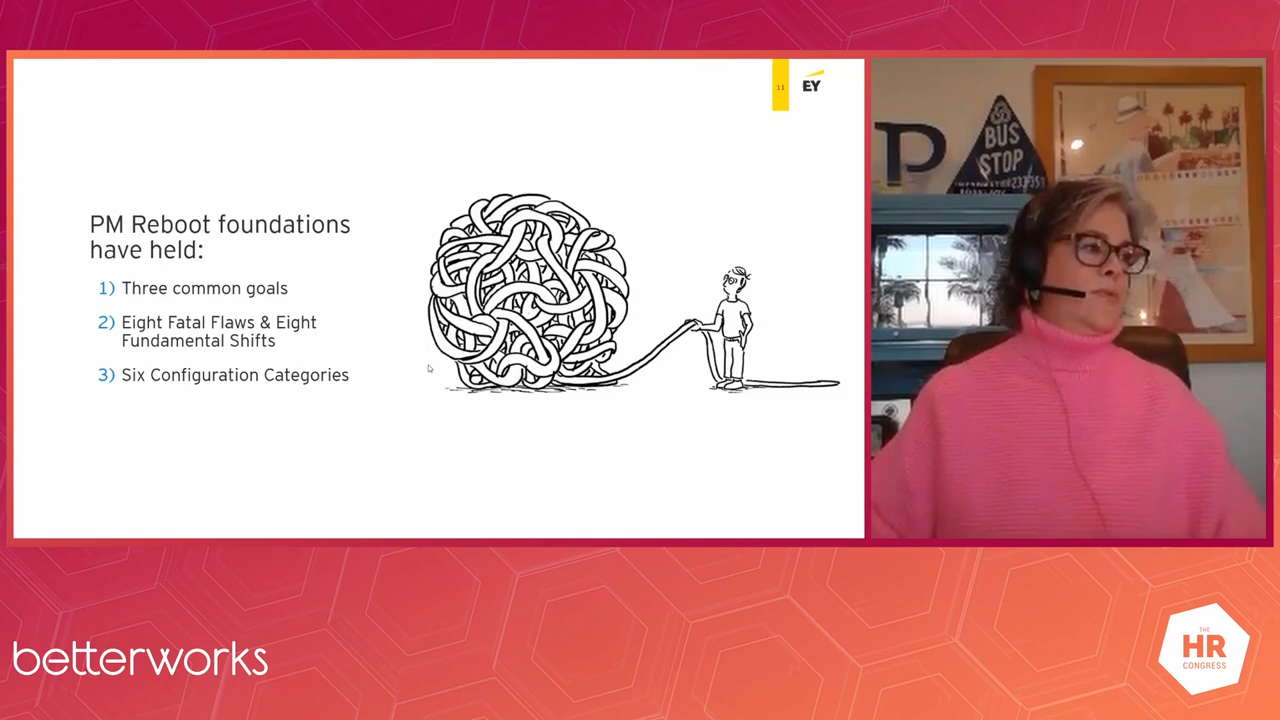 11
EY
PM Reboot foundations
have held:
1) Three common goals
2) Eight Fatal Flaws & Eight
Fundamental Shifts
3) Six Configuration Categories
P
BUS
STOP
betterworks
THE
HR
CONGRESS